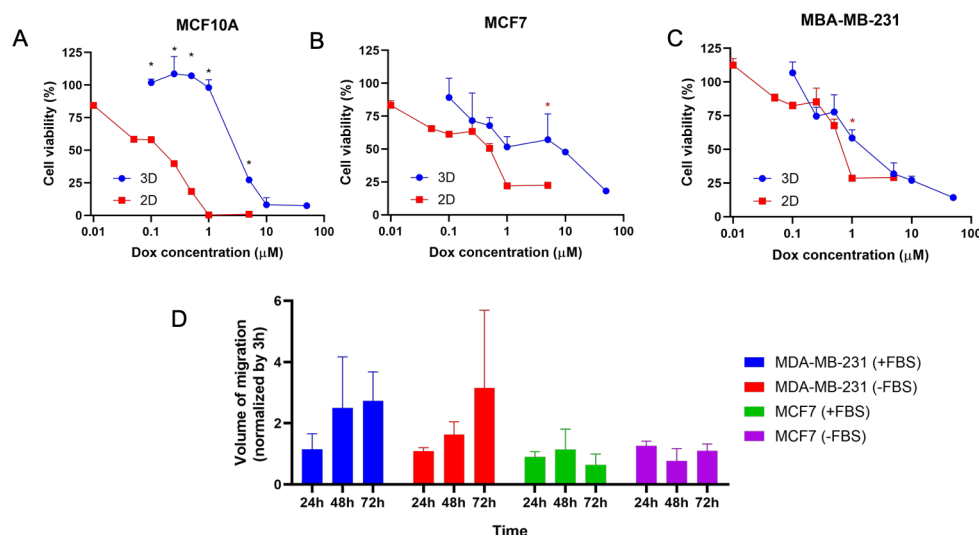 A
MCF10A
Cell viability (%)
125
100
75
50
25
0
* * * * *
3D
2D
0.01 0.1 1 10 100
Dox concentration (μM)
B
MCF7
Cell viability (%)
125
100
75
50
25
0
*
3D
2D
0.01 0.1 1 10 100
Dox concentration (μM)
C
MBA-MB-231
Cell viability (%)
125
100
75
50
25
0
*
3D
2D
0.01 0.1 1 10 100
Dox concentration (μM)
D
Volume of migration
(normalized by 3h)
6
4
2
0
24h 48h 72h 24h 48h 72h 24h 48h 72h 24h 48h 72h
Time
MDA-MB-231 (+FBS)
MDA-MB-231 (-FBS)
MCF7 (+FBS)
MCF7 (-FBS)